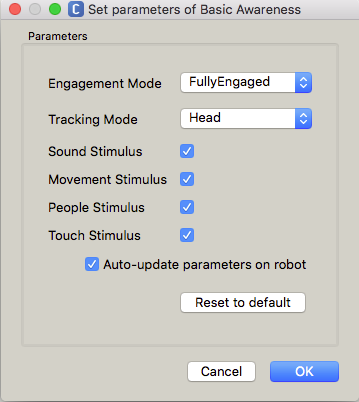 C Set parameters of Basic Awareness
Parameters
Engagement Mode FullyEngaged
Tracking Mode Head
Sound Stimulus
Movement Stimulus
People Stimulus
Touch Stimulus
Auto-update parameters on robot
Reset to default
Cancel OK